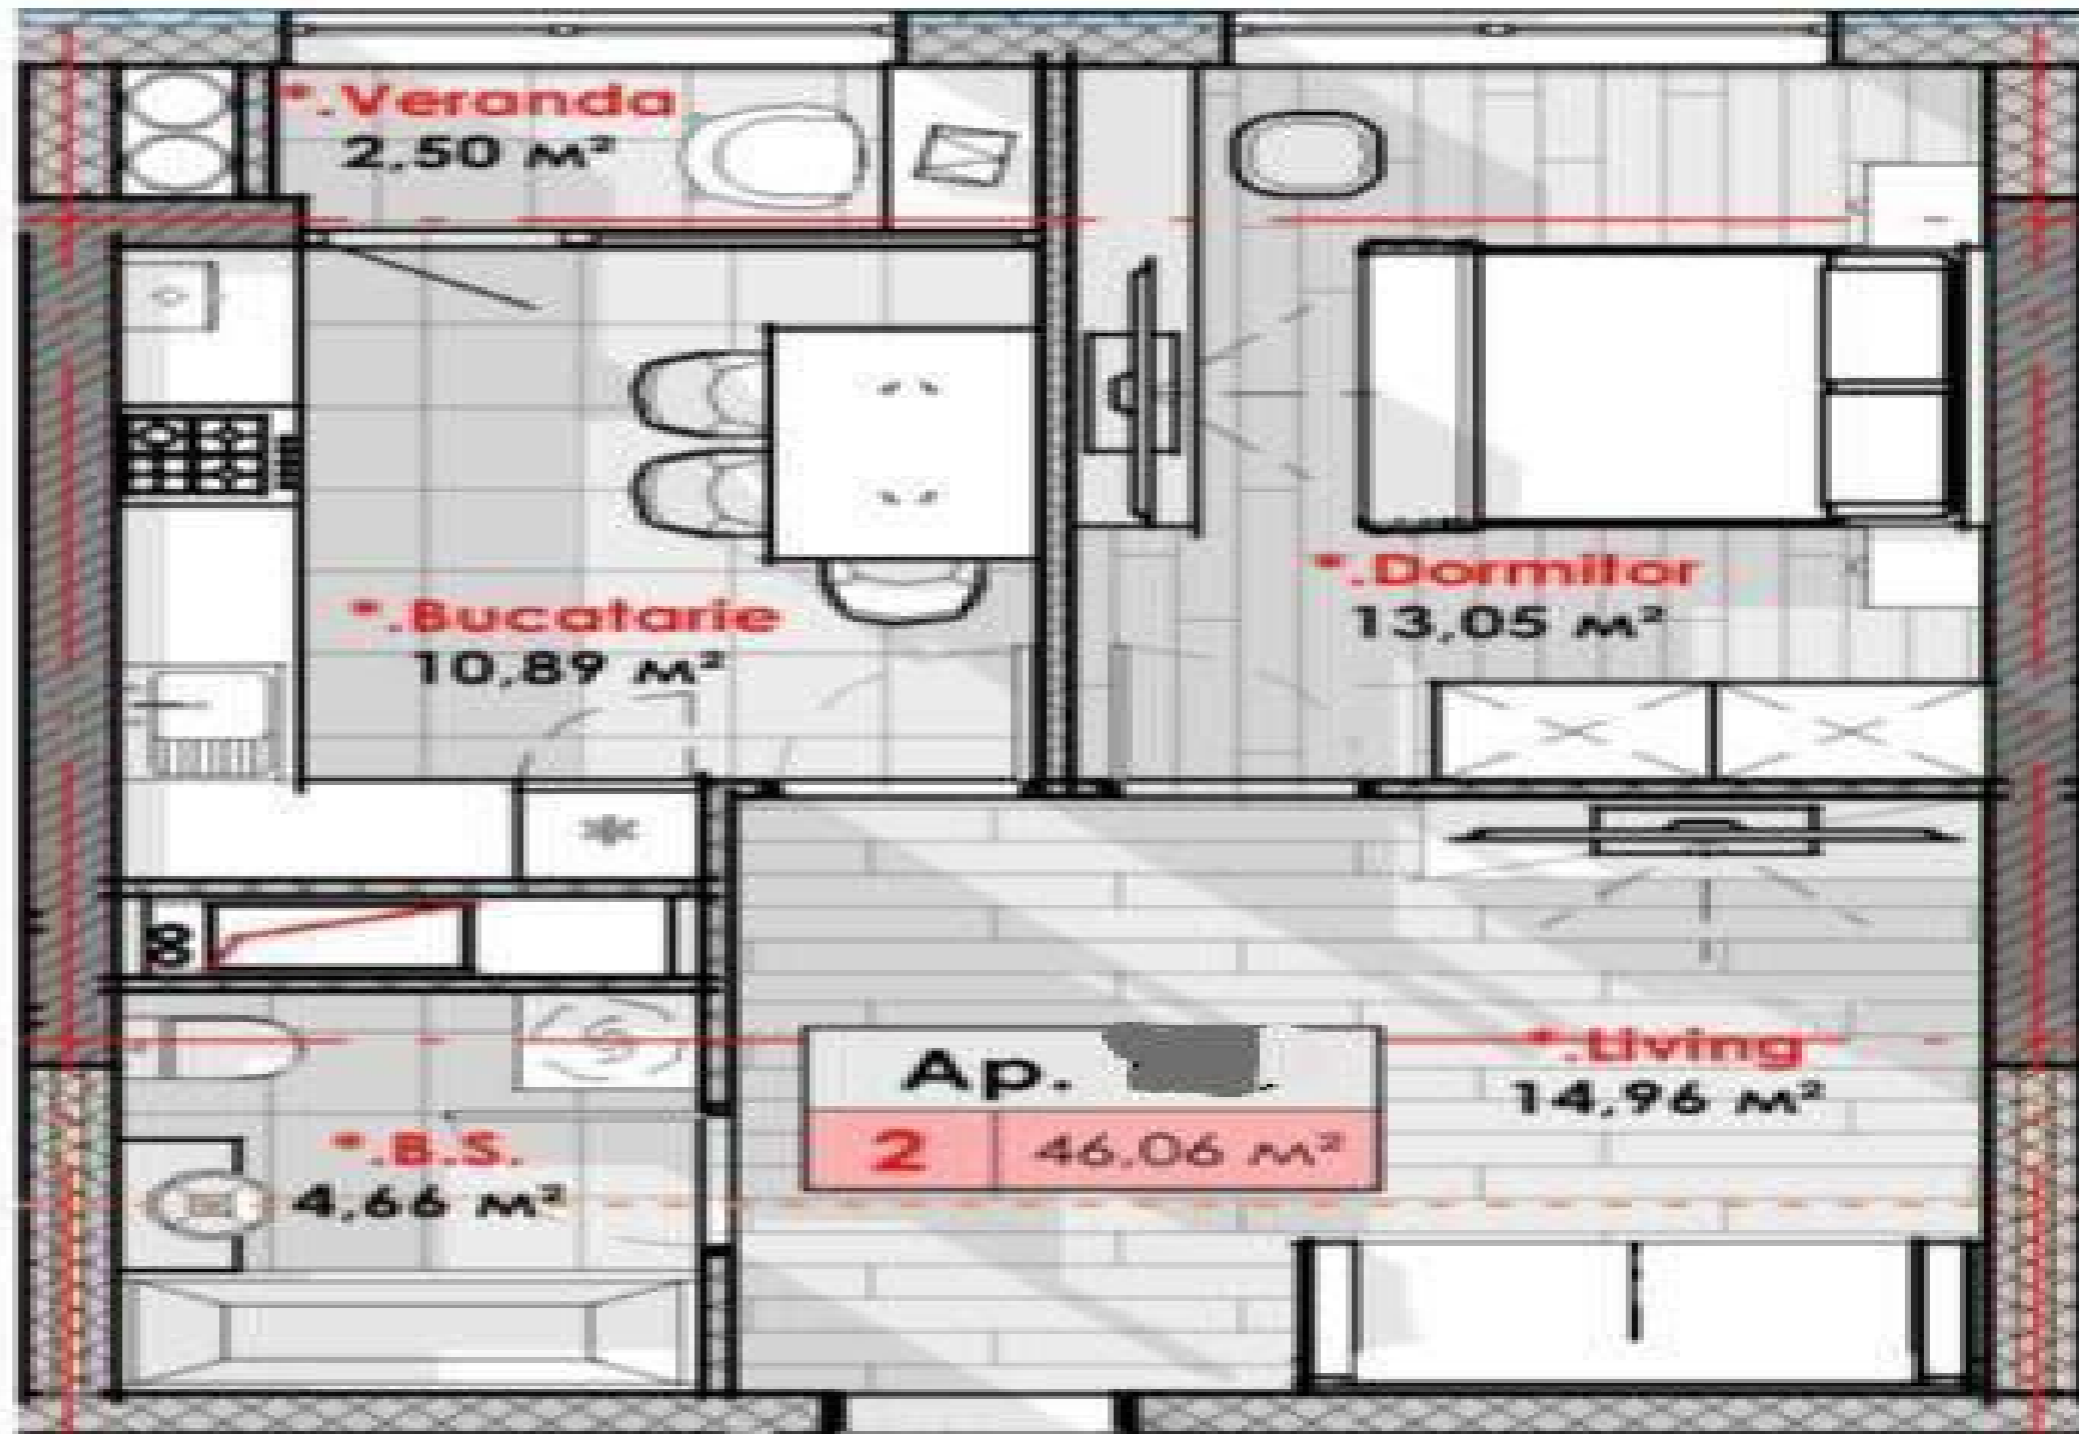 *.Veranda
2,50 м²
*.Dormitor
13,05 м²
*.Bucatarie
10,89 м²
*.Living
14,96 м²
Ap.
2 46,06 м²
*.B.S.
4,66 м²